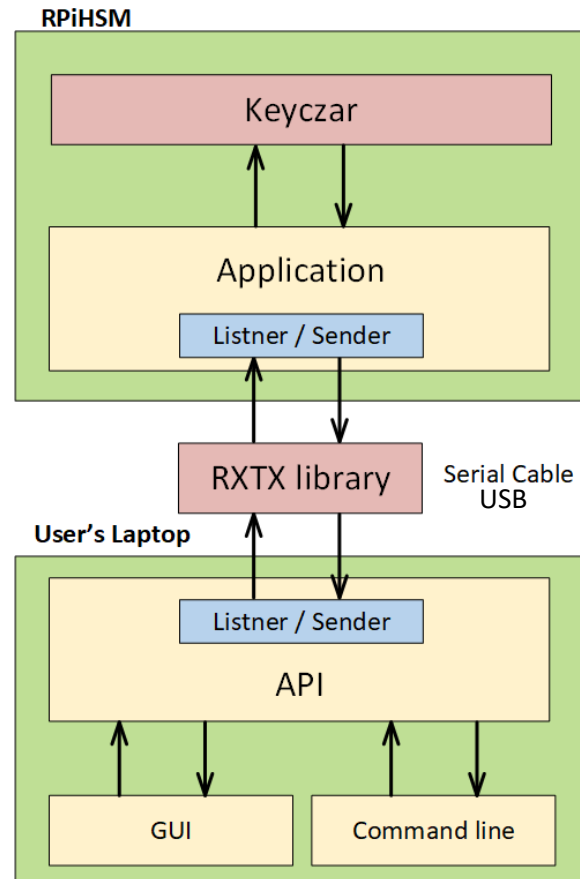 RPiHSM
Keyczar
Application
Listner / Sender
RXTX library
Serial Cable
USB
User's Laptop
Listner / Sender
API
GUI
Command line